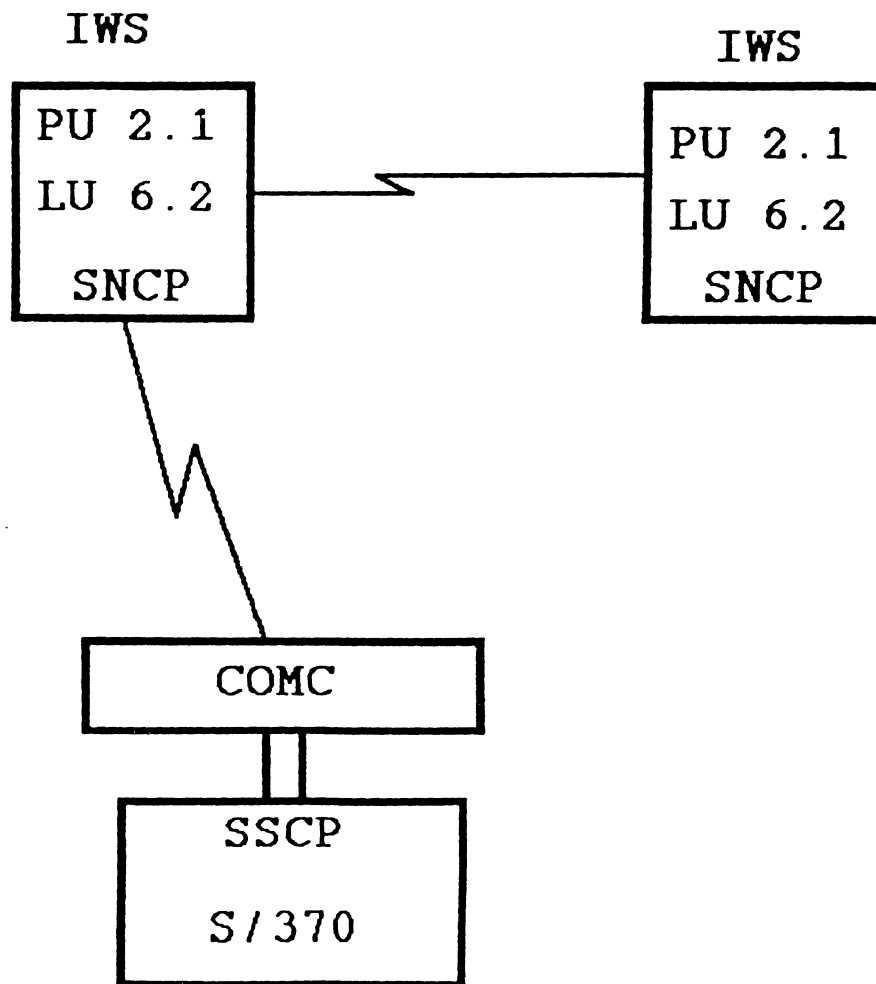 IWS
PU 2.1
LU 6.2
SNCP
IWS
PU 2.1
LU 6.2
SNCP
COMC
SSCP
S/370